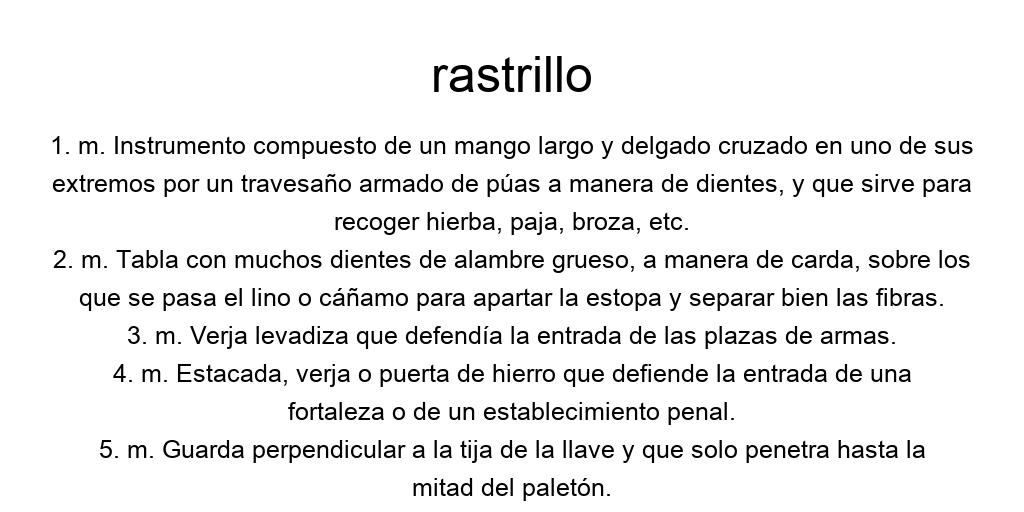 rastrillo
1. m. Instrumento compuesto de un mango largo y delgado cruzado en uno de sus
extremos por un travesaño armado de púas a manera de dientes, y que sirve para
recoger hierba, paja, broza, etc.
2. m. Tabla con muchos dientes de alambre grueso, a manera de carda, sobre los
que se pasa el lino o cáñamo para apartar la estopa y separar bien las fibras.
3. m. Verja levadiza que defendía la entrada de las plazas de armas.
4. m. Estacada, verja o puerta de hierro que defiende la entrada de una
fortaleza o de un establecimiento penal.
5. m. Guarda perpendicular a la tija de la llave y que solo penetra hasta la
mitad del paletón.